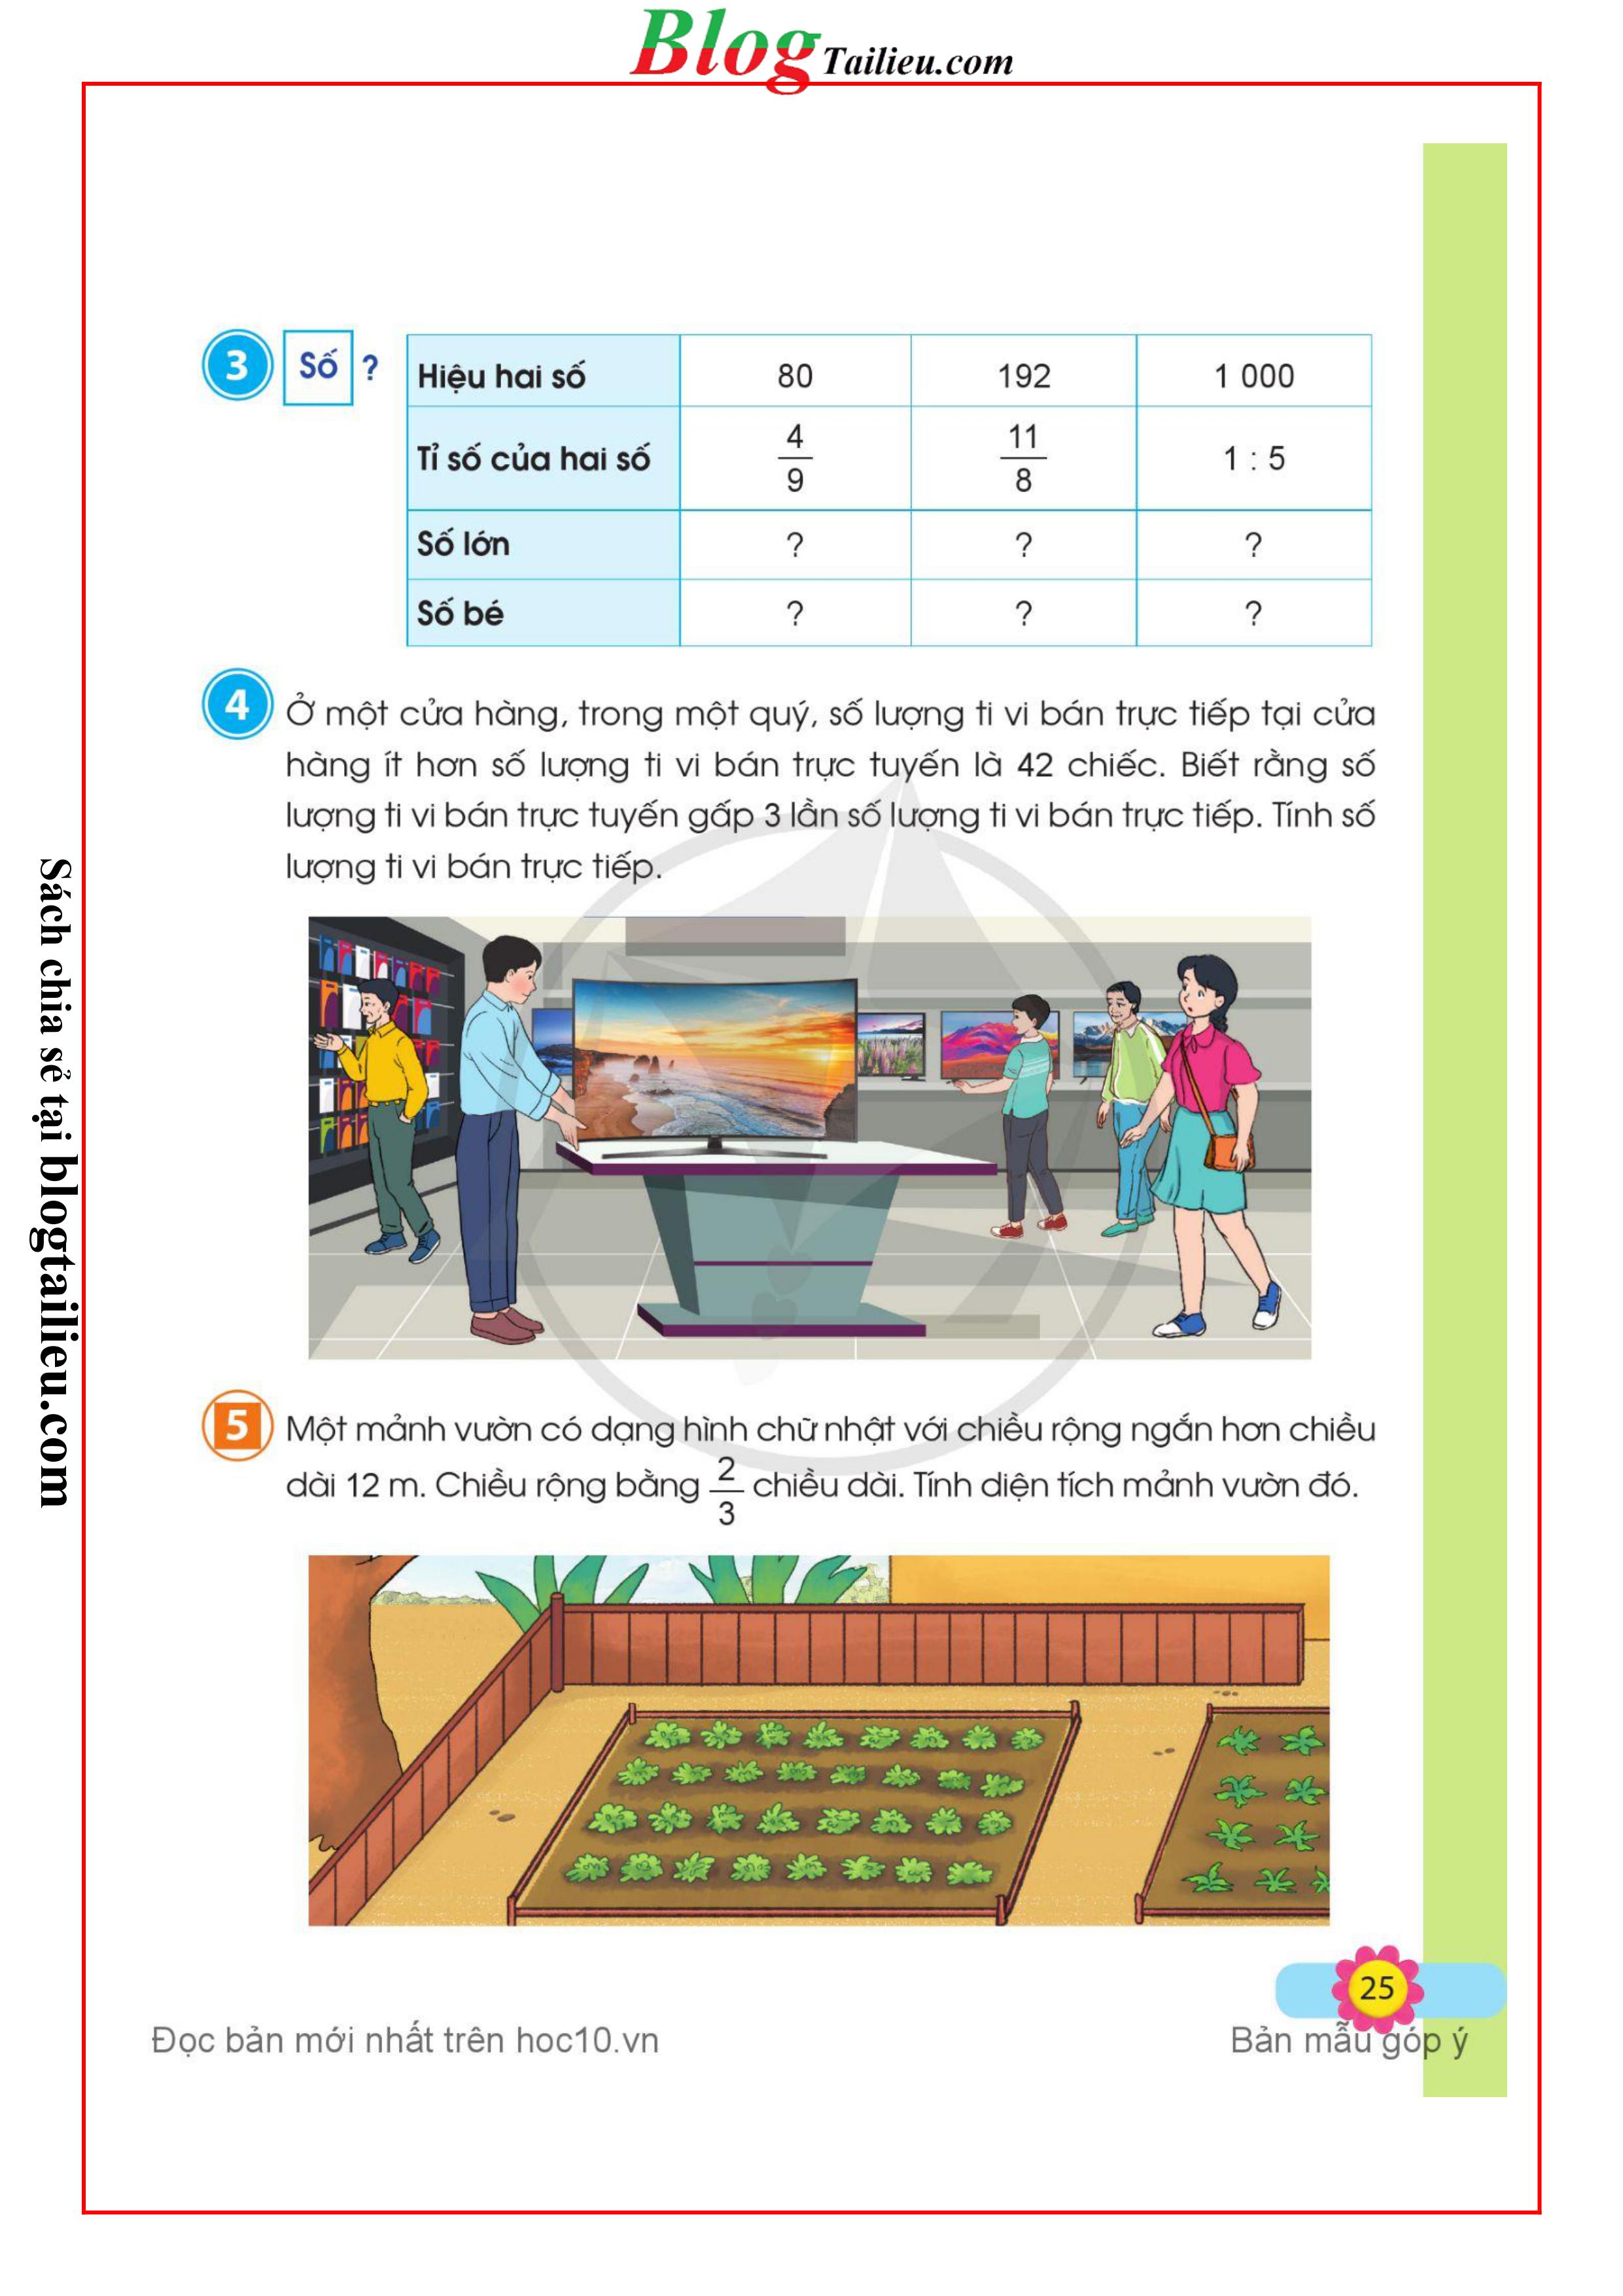 Blog Tailieu.com
3 Số ?
Hiệu hai số 80 192 1 000
Tỉ số của hai số 4/9 11/8 1 : 5
Số lớn ? ? ?
Số bé ? ? ?
4 Ở một cửa hàng, trong một quý, số lượng ti vi bán trực tiếp tại cửa
hàng ít hơn số lượng ti vi bán trực tuyến là 42 chiếc. Biết rằng số
lượng ti vi bán trực tuyến gấp 3 lần số lượng ti vi bán trực tiếp. Tính số
lượng ti vi bán trực tiếp.
5 Một mảnh vườn có dạng hình chữ nhật với chiều rộng ngắn hơn chiều
dài 12 m. Chiều rộng bằng 2/3 chiều dài. Tính diện tích mảnh vườn đó.
25
Đọc bản mới nhất trên hoc10.vn
Bản mẫu góp ý
Sách chia sẻ tại blogtailieu.com